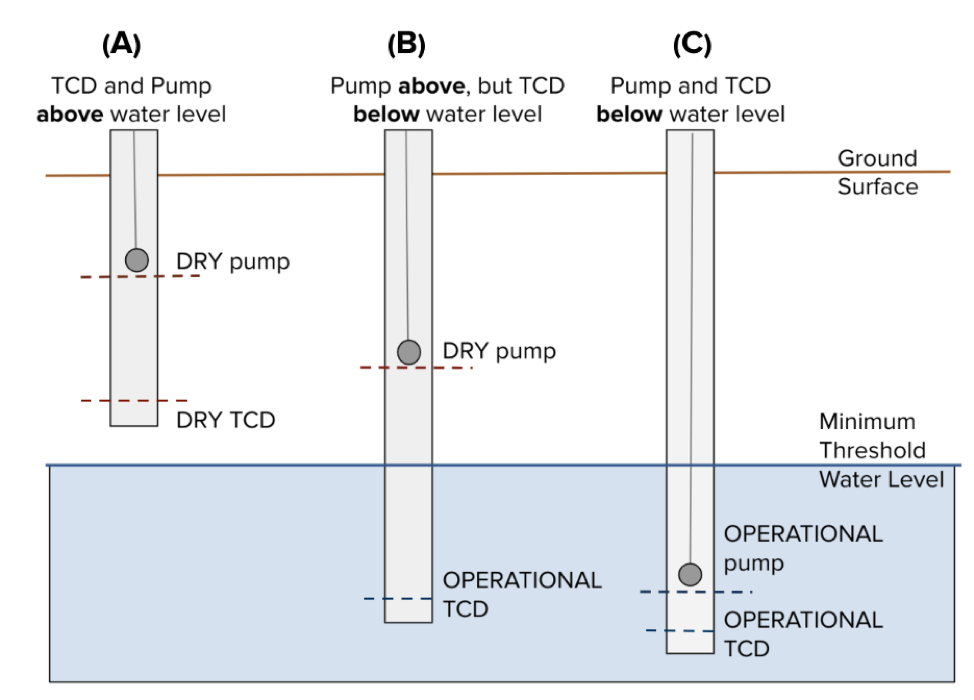 (A)
TCD and Pump
above water level
(B)
Pump above, but TCD
below water level
(C)
Pump and TCD
below water level
Ground
Surface
DRY pump
DRY TCD
DRY pump
Minimum
Threshold
Water Level
OPERATIONAL
TCD
OPERATIONAL
pump
OPERATIONAL
TCD